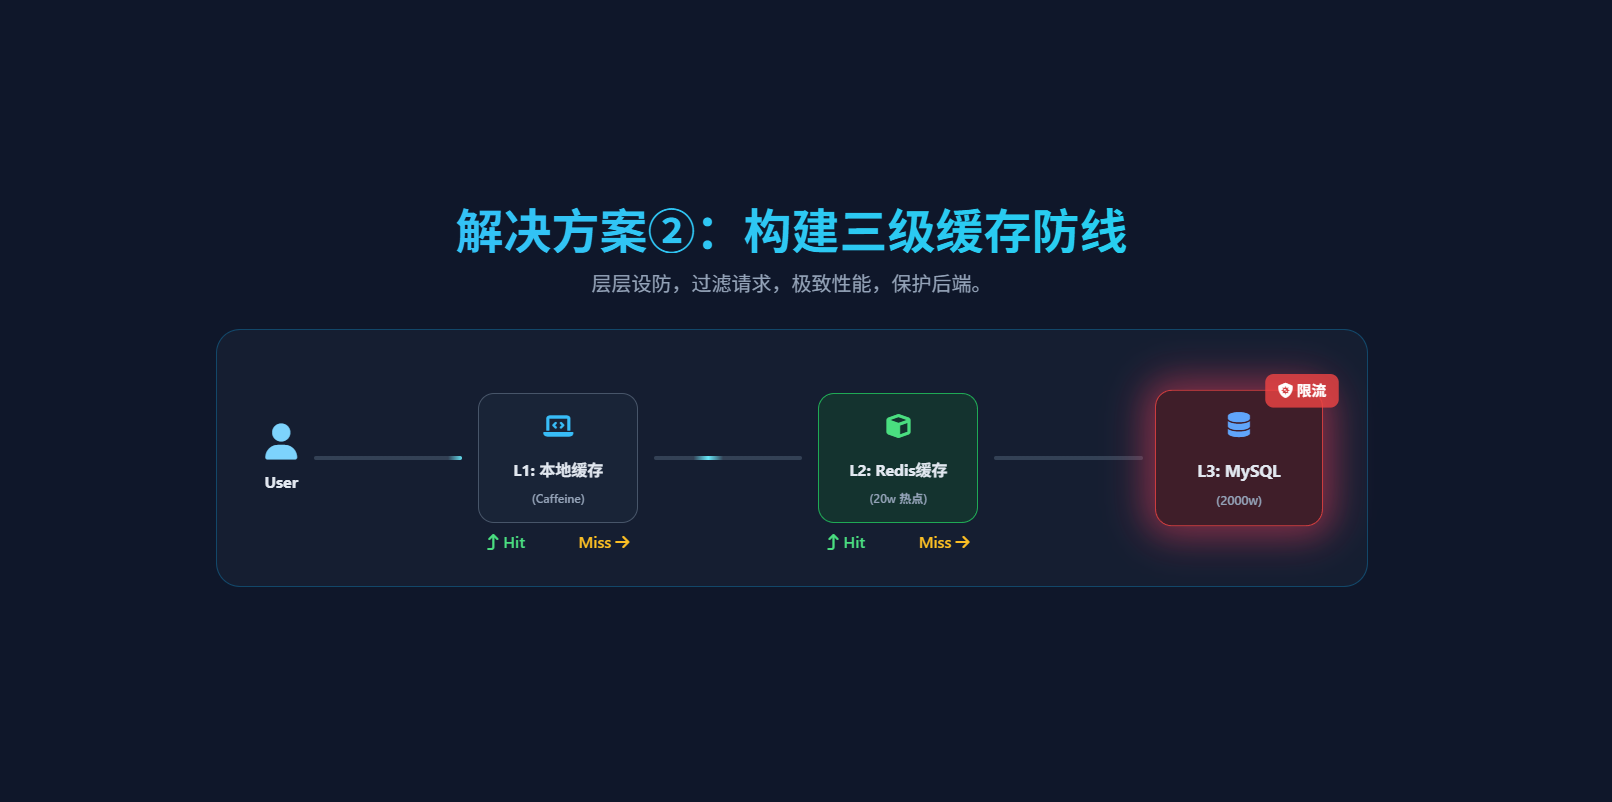 解决方案②：构建三级缓存防线
层层设防，过滤请求，极致性能，保护后端。
User
L1: 本地缓存
(Caffeine)
Hit
Miss
L2: Redis缓存
(20w 热点)
Hit
Miss
限流
L3: MySQL
(2000w)